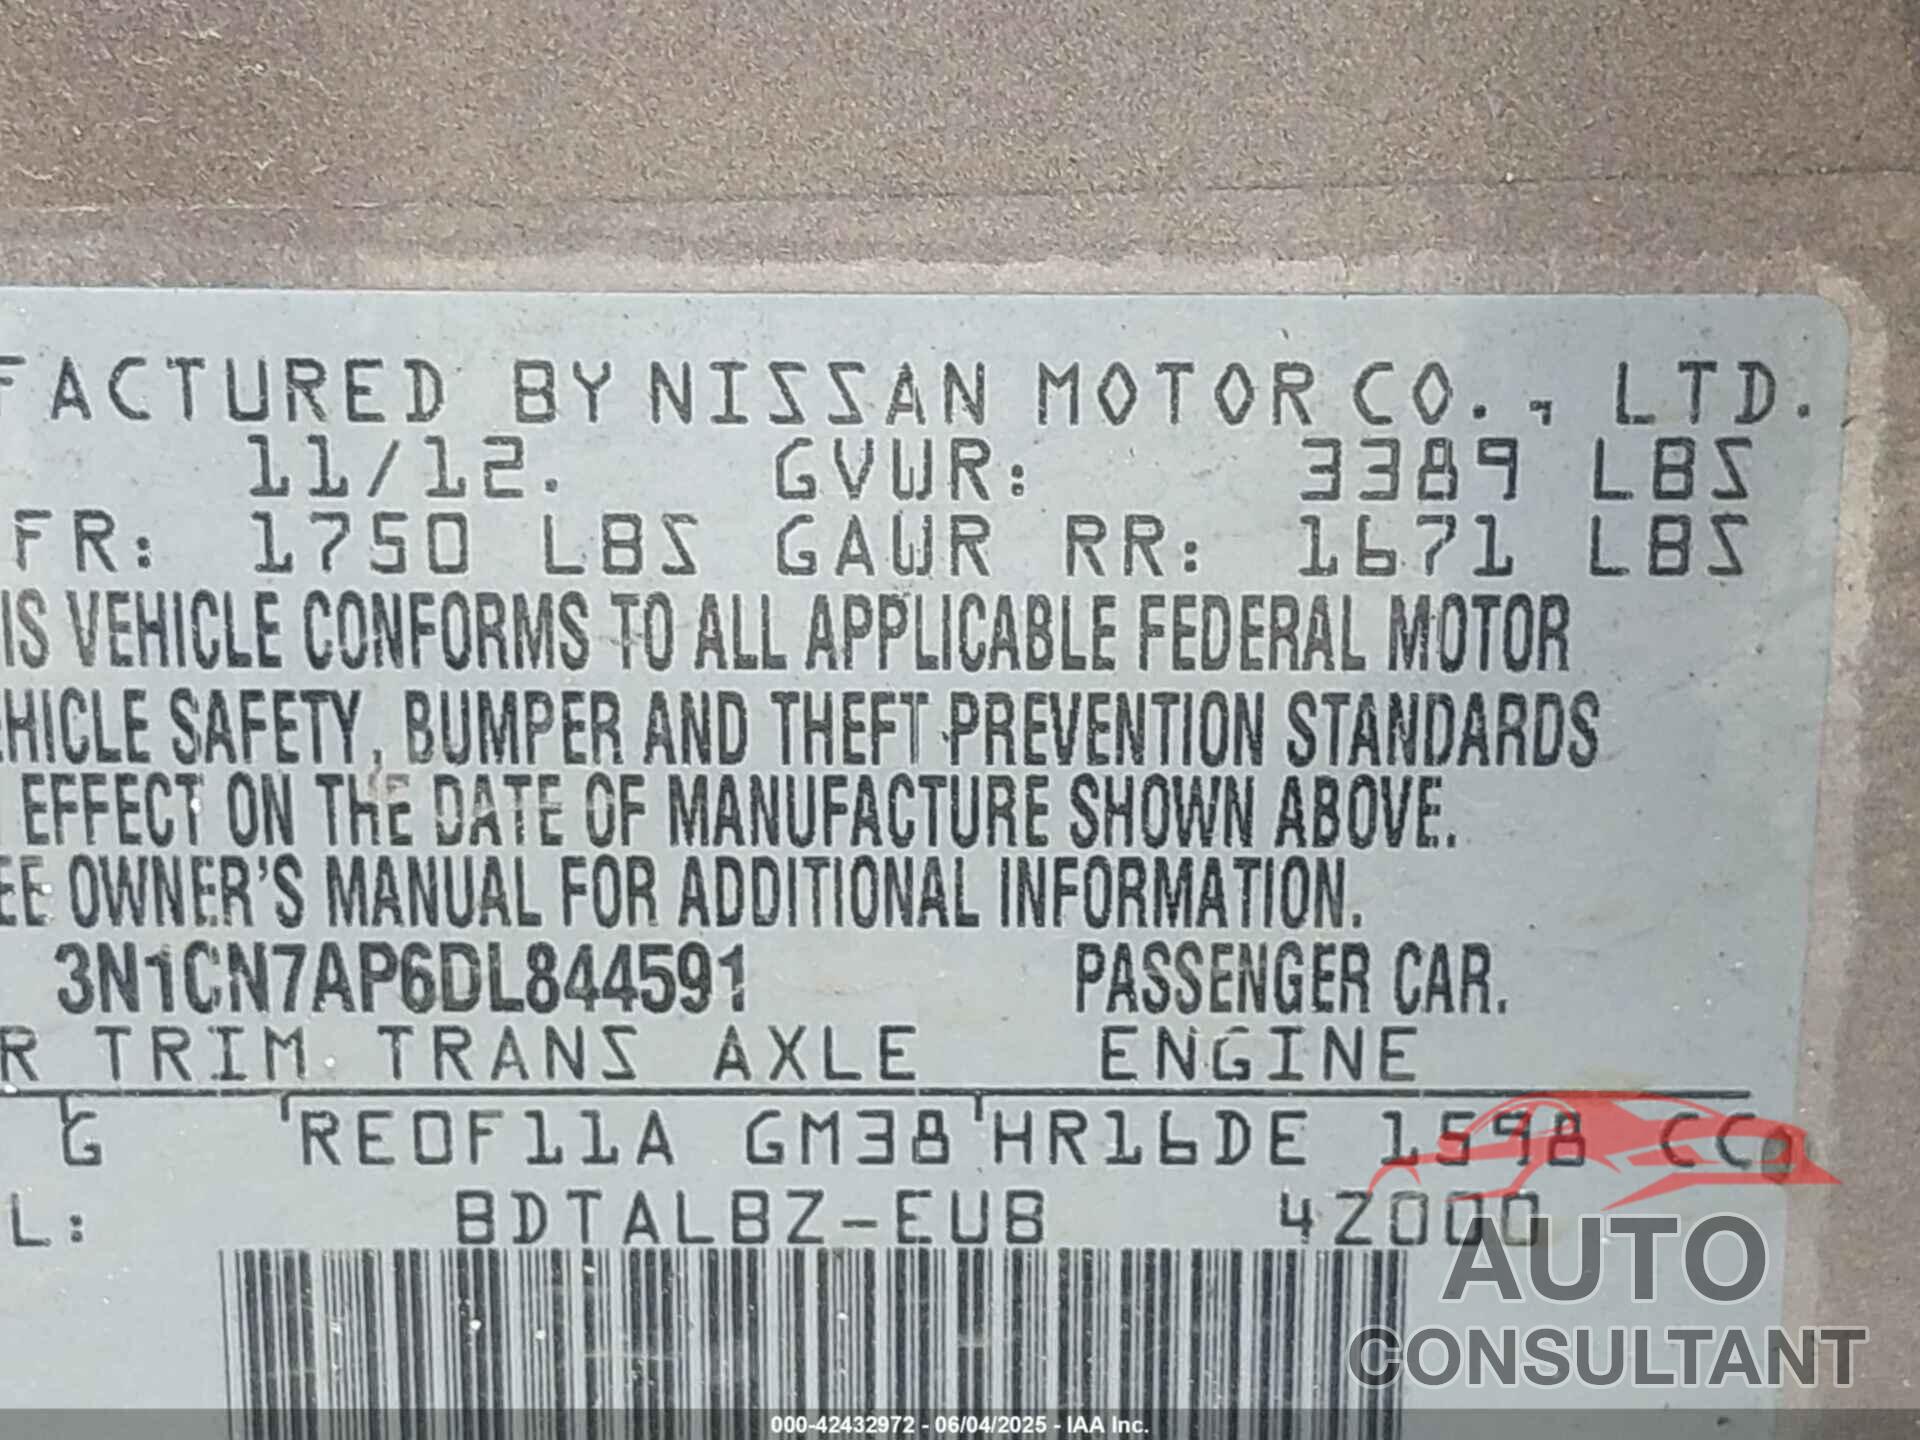 FACTURED BY NISSAN MOTOR CO., LTD.
11/12. GVWR: 3389 LBS
FR: 1750 LBS GAWR RR: 1671 LBS
IS VEHICLE CONFORMS TO ALL APPLICABLE FEDERAL MOTOR
EHICLE SAFETY, BUMPER AND THEFT PREVENTION STANDARDS
EFFECT ON THE DATE OF MANUFACTURE SHOWN ABOVE.
EE OWNER'S MANUAL FOR ADDITIONAL INFORMATION.
3N1CN7AP6DL844591 PASSENGER CAR.
R TRIM TRANS AXLE ENGINE
G RE0F11A GM38 HR16DE 1598 CC
L: BDTALBZ-EUB 4Z000
AUTO
CONSULTANT
000-42432972 - 06/04/2025 - IAA Inc.